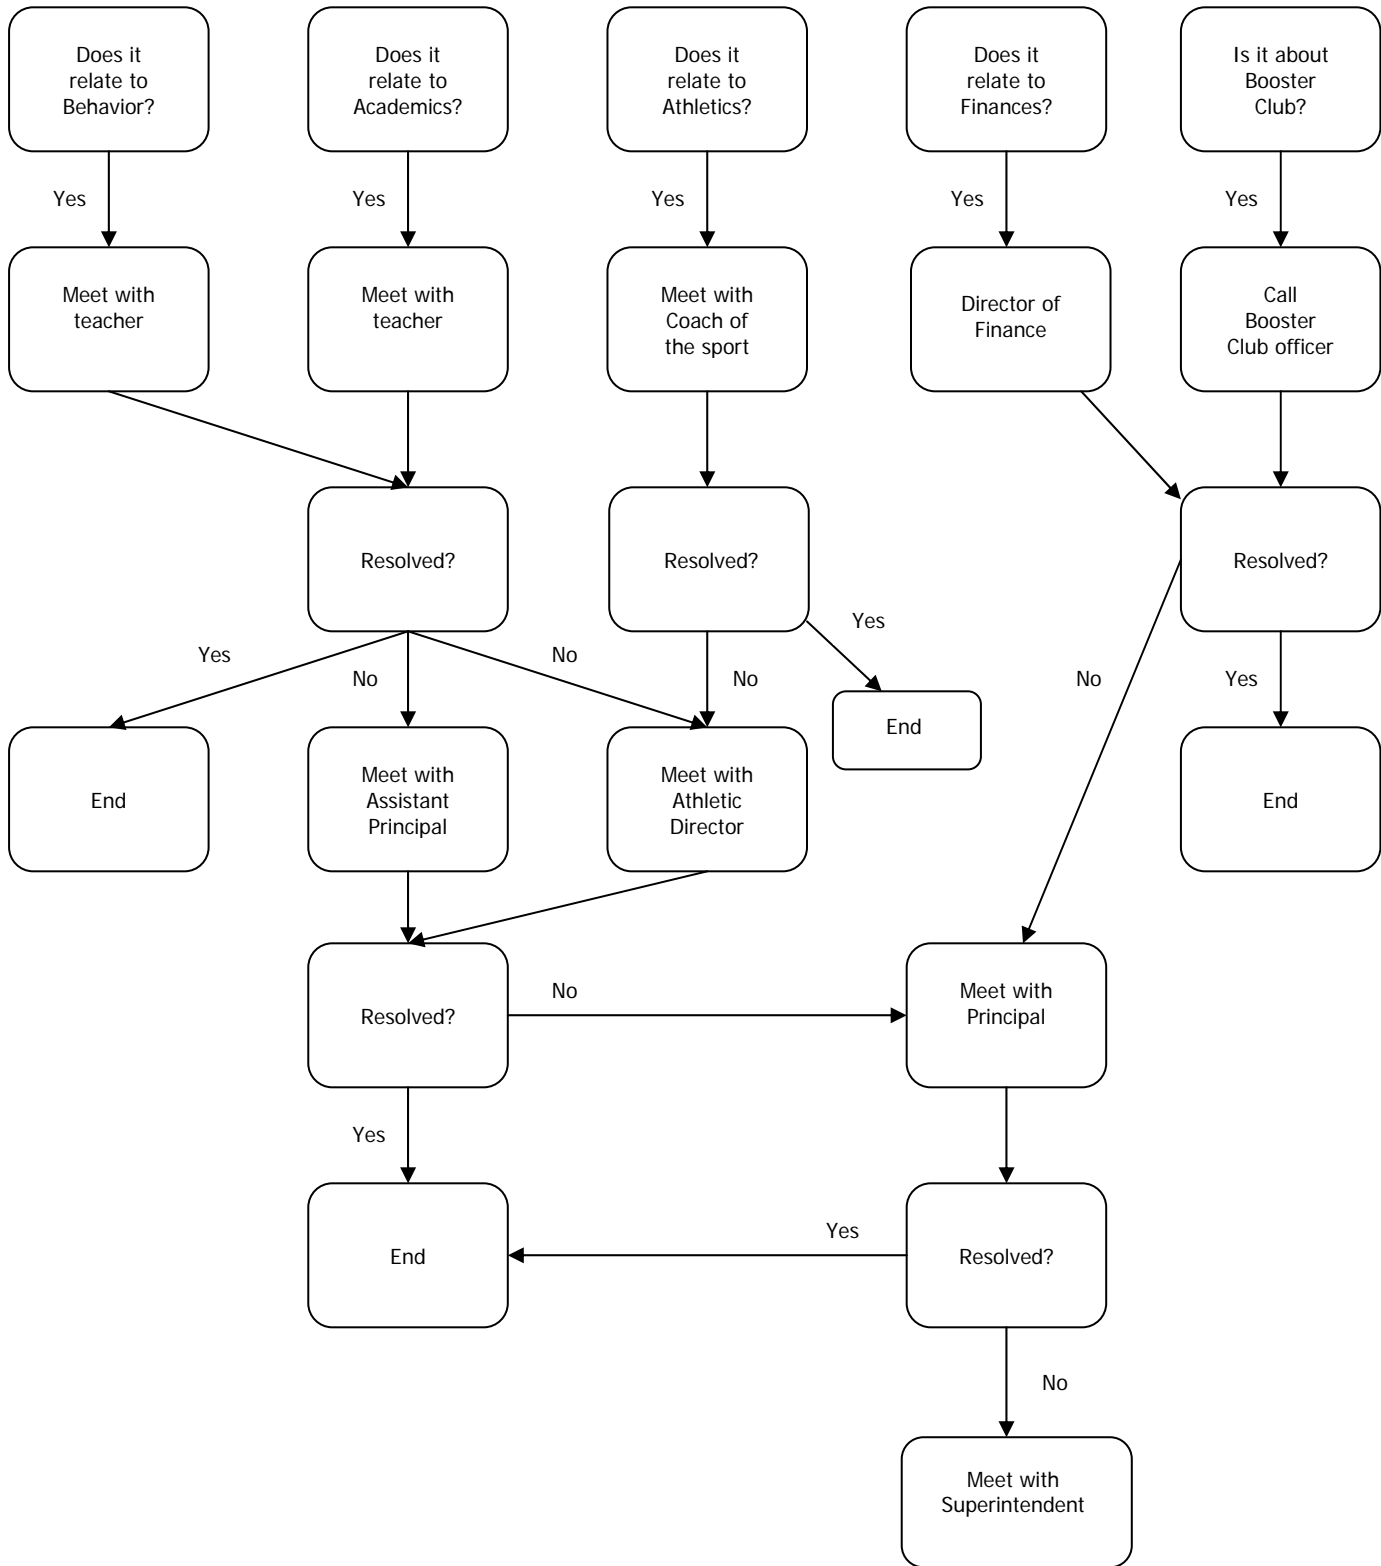 Does it
relate to
Behavior?
Does it
relate to
Academics?
Does it
relate to
Athletics?
Does it
relate to
Finances?
Is it about
Booster
Club?
Yes
Yes
Yes
Yes
Yes
Meet with
teacher
Meet with
teacher
Meet with
Coach of
the sport
Director of
Finance
Call
Booster
Club officer
Resolved?
Resolved?
Resolved?
Yes
No
No
No
Yes
No
Yes
End
Meet with
Assistant
Principal
Meet with
Athletic
Director
End
End
Resolved?
No
Meet with
Principal
Yes
End
Yes
Resolved?
No
Meet with
Superintendent